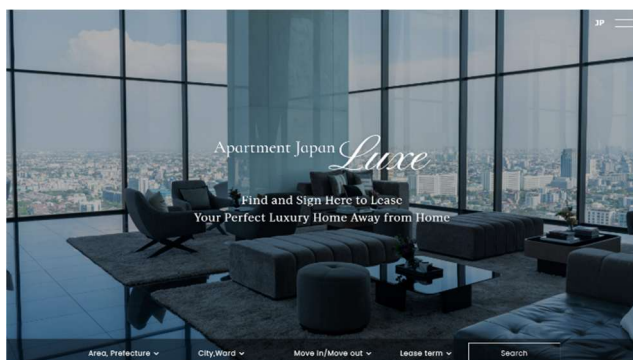 JP
Apartment Japan Luxe
Find and Sign Here to Lease
Your Perfect Luxury Home Away from Home
Area, Prefecture
City,Ward
Move in/Move out
Lease term
Search